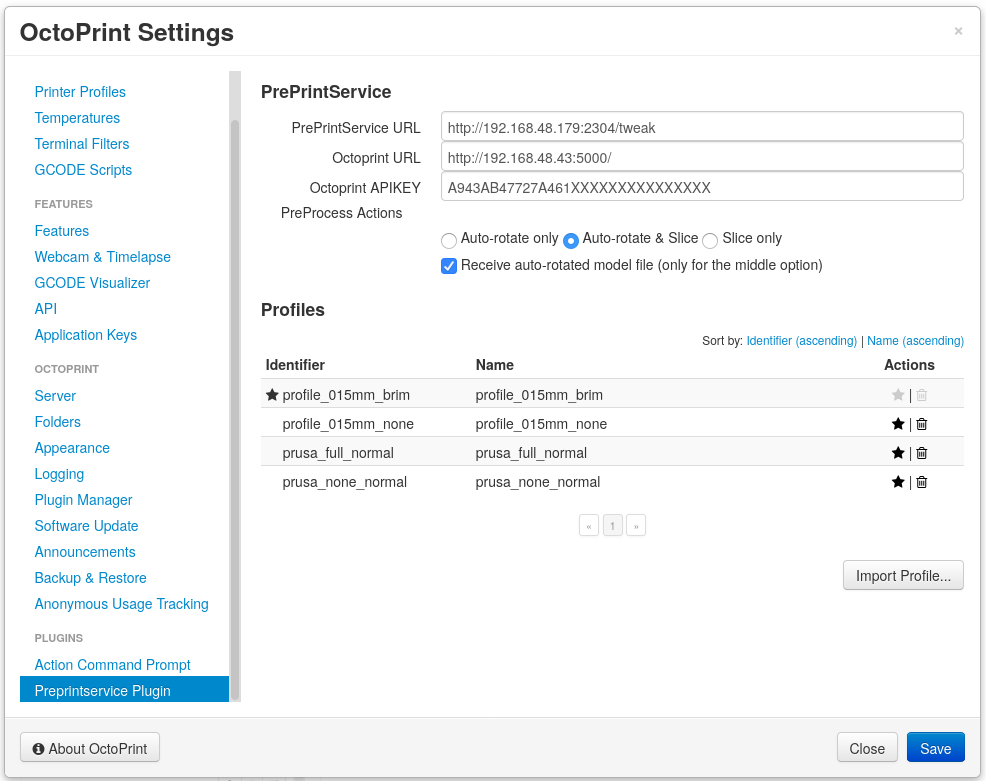 OctoPrint Settings
×
Printer Profiles
Temperatures
Terminal Filters
GCODE Scripts
FEATURES
Features
Webcam & Timelapse
GCODE Visualizer
API
Application Keys
OCTOPRINT
Server
Folders
Appearance
Logging
Plugin Manager
Software Update
Announcements
Backup & Restore
Anonymous Usage Tracking
PLUGINS
Action Command Prompt
Preprintservice Plugin
PrePrintService
PrePrintService URL http://192.168.48.179:2304/tweak
Octoprint URL http://192.168.48.43:5000/
Octoprint APIKEY A943AB47727A461XXXXXXXXXXXXXXX
PreProcess Actions
Auto-rotate only Auto-rotate & Slice Slice only
Receive auto-rotated model file (only for the middle option)
Profiles
Sort by: Identifier (ascending) | Name (ascending)
Identifier Name Actions
profile_015mm_brim profile_015mm_brim |
profile_015mm_none profile_015mm_none |
prusa_full_normal prusa_full_normal |
prusa_none_normal prusa_none_normal |
« 1 »
Import Profile...
About OctoPrint Close Save